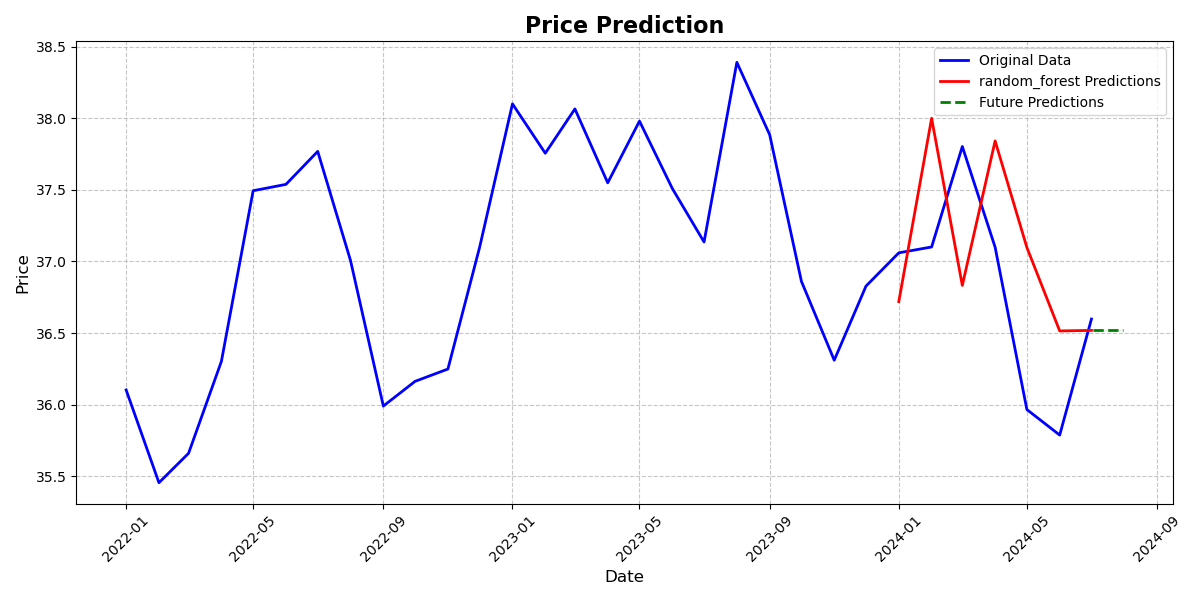 Price Prediction
Original Data
random_forest Predictions
Future Predictions
Price
38.5
38.0
37.5
37.0
36.5
36.0
35.5
2022-01
2022-05
2022-09
2023-01
2023-05
2023-09
2024-01
2024-05
2024-09
Date